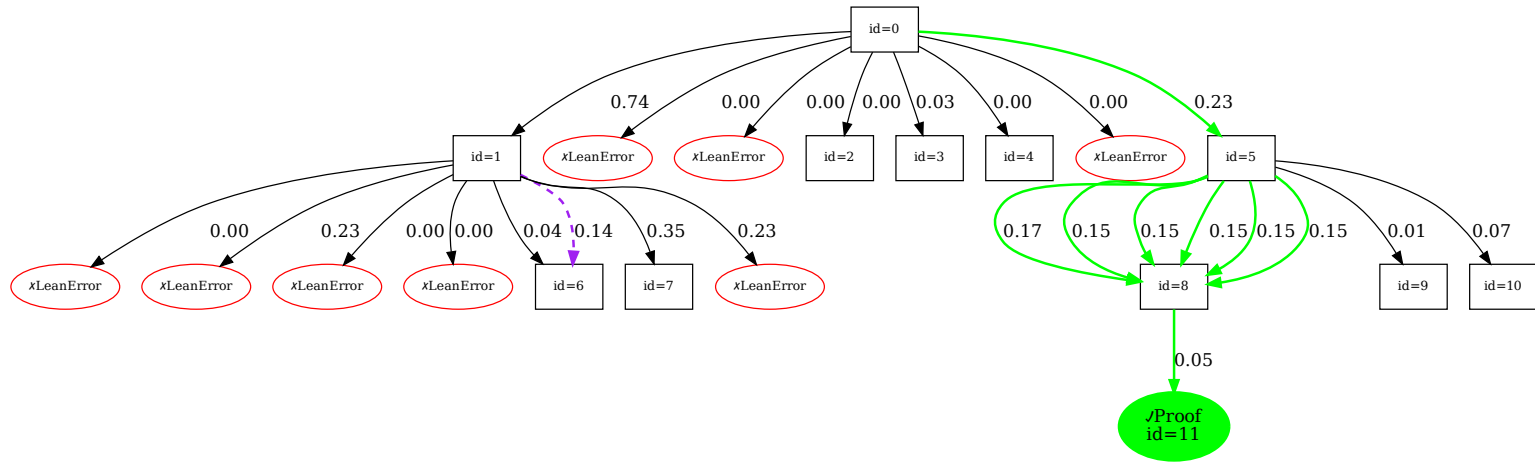 id=0
0.74
0.00
0.00
0.00
0.03
0.00
0.00
0.23
id=1
✗LeanError
✗LeanError
id=2
id=3
id=4
✗LeanError
id=5
0.00
0.23
0.00
0.00
0.04
0.14
0.35
0.23
0.17
0.15
0.15
0.15
0.15
0.15
0.01
0.07
✗LeanError
✗LeanError
✗LeanError
✗LeanError
id=6
id=7
✗LeanError
id=8
id=9
id=10
0.05
✓Proof
id=11